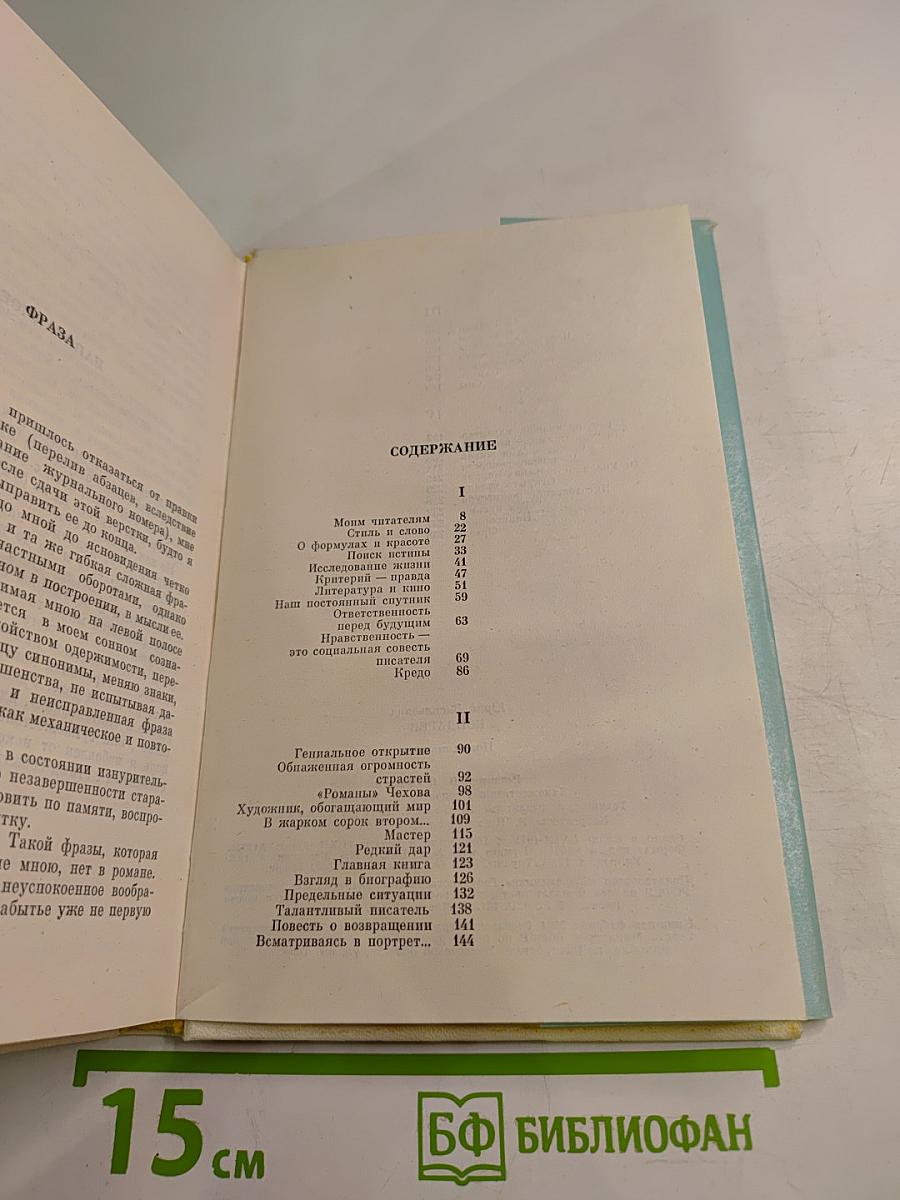 ФРАЗА
пришлось отказаться от правки
ке (перелив абзацев, вследствие
ание журнального номера), мне
сле сдачи этой верстки, будто я
ыправить ее до конца.
до мной до ясновидения четко
и та же гибкая сложная фра-
частными оборотами, однако
ном в построении, в мысли ее.
имая мною на левой полосе
ется в моем сонном созна-
ойством одержимости, пере-
щу синонимы, меняю знаки,
шенства, не испытывая да-
и неисправленная фраза
как механическое и повто-
в состоянии изнуритель-
о незавершенности стара-
овить по памяти, воспро-
тку.
Такой фразы, которая
не мною, нет в романе.
неуспокоенное вообра-
абытье уже не первую
СОДЕРЖАНИЕ
I
Моим читателям 8
Стиль и слово 22
О формулах и красоте 27
Поиск истины 33
Исследование жизни 41
Критерий — правда 47
Литература и кино 51
Наш постоянный спутник 59
Ответственность
перед будущим 63
Нравственность —
это социальная совесть
писателя 69
Кредо 86
II
Гениальное открытие 90
Обнаженная огромность
страстей 92
«Романы» Чехова 98
Художник, обогащающий мир 101
В жарком сорок втором... 109
Мастер 115
Редкий дар 121
Главная книга 123
Взгляд в биографию 126
Предельные ситуации 132
Талантливый писатель 138
Повесть о возвращении 141
Всматриваясь в портрет... 144
15 см
БФ БИБЛИОФАН